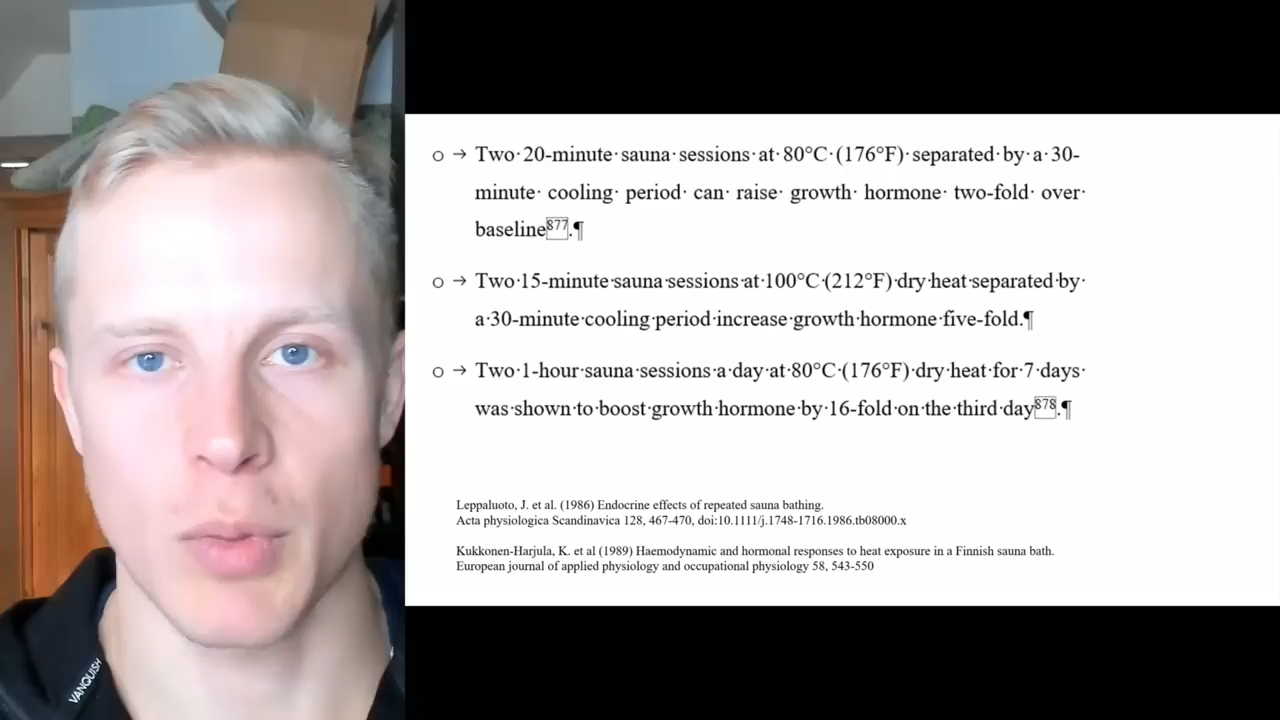 Two 20-minute sauna sessions at 80°C (176°F) separated by a 30-
minute cooling period can raise growth hormone two-fold over
baseline877.¶
Two 15-minute sauna sessions at 100°C (212°F) dry heat separated by
a 30-minute cooling period increase growth hormone five-fold.¶
Two 1-hour sauna sessions a day at 80°C (176°F) dry heat for 7 days
was shown to boost growth hormone by 16-fold on the third day878.¶
Leppaluoto, J. et al. (1986) Endocrine effects of repeated sauna bathing.
Acta physiologica Scandinavica 128, 467-470, doi:10.1111/j.1748-1716.1986.tb08000.x
Kukkonen-Harjula, K. et al (1989) Haemodynamic and hormonal responses to heat exposure in a Finnish sauna bath.
European journal of applied physiology and occupational physiology 58, 543-550
VANQUISH